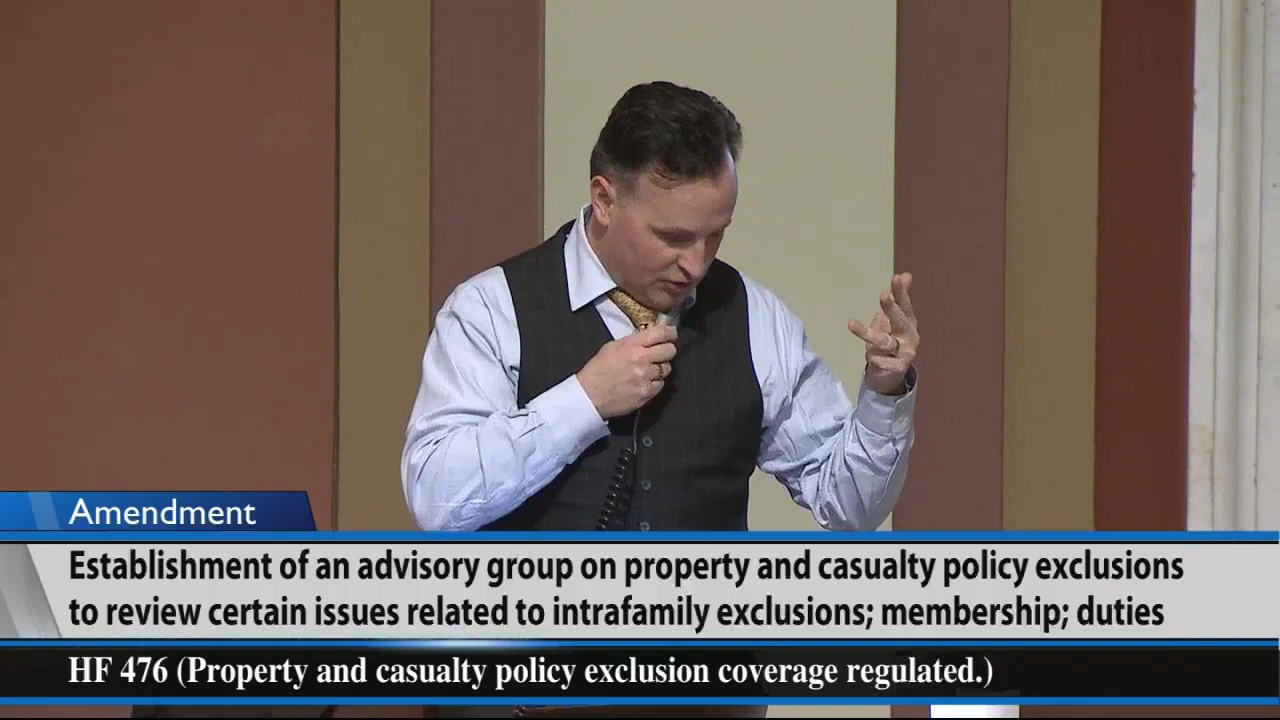 Amendment
Establishment of an advisory group on property and casualty policy exclusions
to review certain issues related to intrafamily exclusions; membership; duties
HF 476 (Property and casualty policy exclusion coverage regulated.)